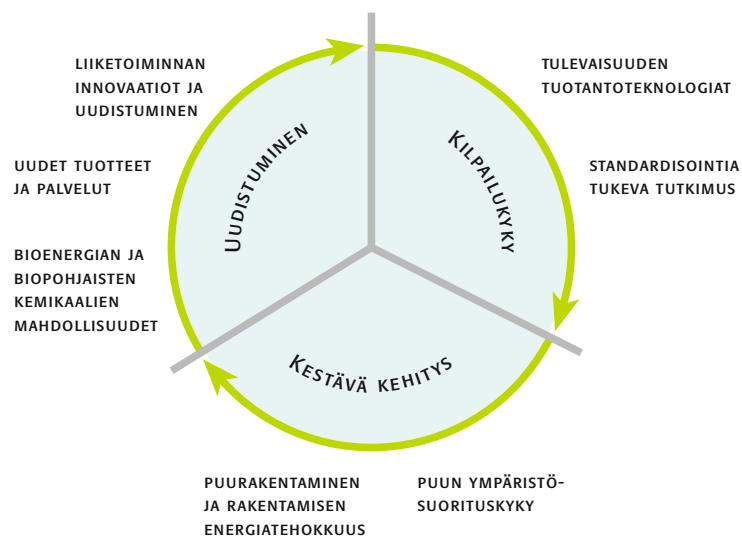 LIIKETOIMINNAN
INNOVAATIOT JA
UUDISTUMINEN
UUDET TUOTTEET
JA PALVELUT
BIOENERGIAN JA
BIOPOHJAISTEN
KEMIKAALIEN
MAHDOLLISUUDET
UUDISTUMINEN
KILPAILUKYKY
KESTÄVÄ KEHITYS
TULEVAISUUDEN
TUOTANTOTEKNOLOGIAT
STANDARDISOINTIA
TUKEVA TUTKIMUS
PUURAKENTAMINEN
JA RAKENTAMISEN
ENERGIATEHOKKUUS
PUUN YMPÄRISTÖ-
SUORITUSKYKY